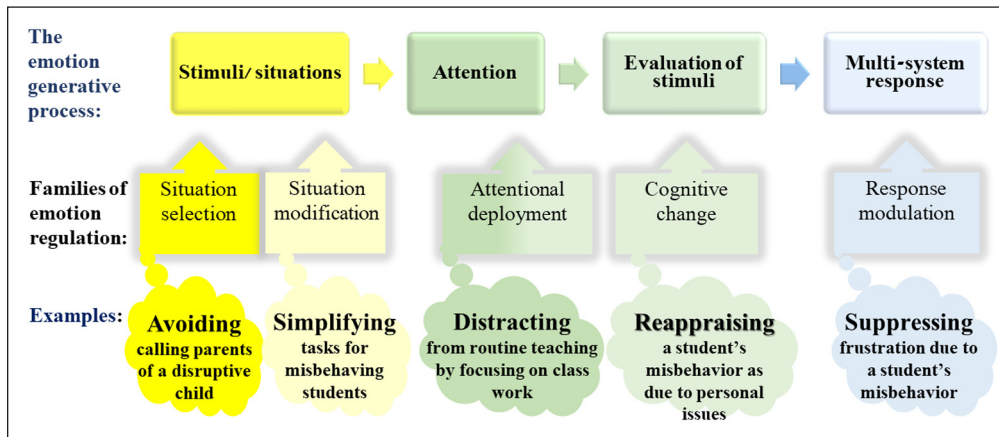 The
emotion
generative
process:
Stimuli/ situations
Attention
Evaluation of
stimuli
Multi-system
response
Families of
emotion
regulation:
Situation
selection
Situation
modification
Attentional
deployment
Cognitive
change
Response
modulation
Examples:
Avoiding
calling parents
of a disruptive
child
Simplifying
tasks for
misbehaving
students
Distracting
from routine teaching
by focusing on class
work
Reappraising
a student's
misbehavior as
due to personal
issues
Suppressing
frustration due to
a student's
misbehavior